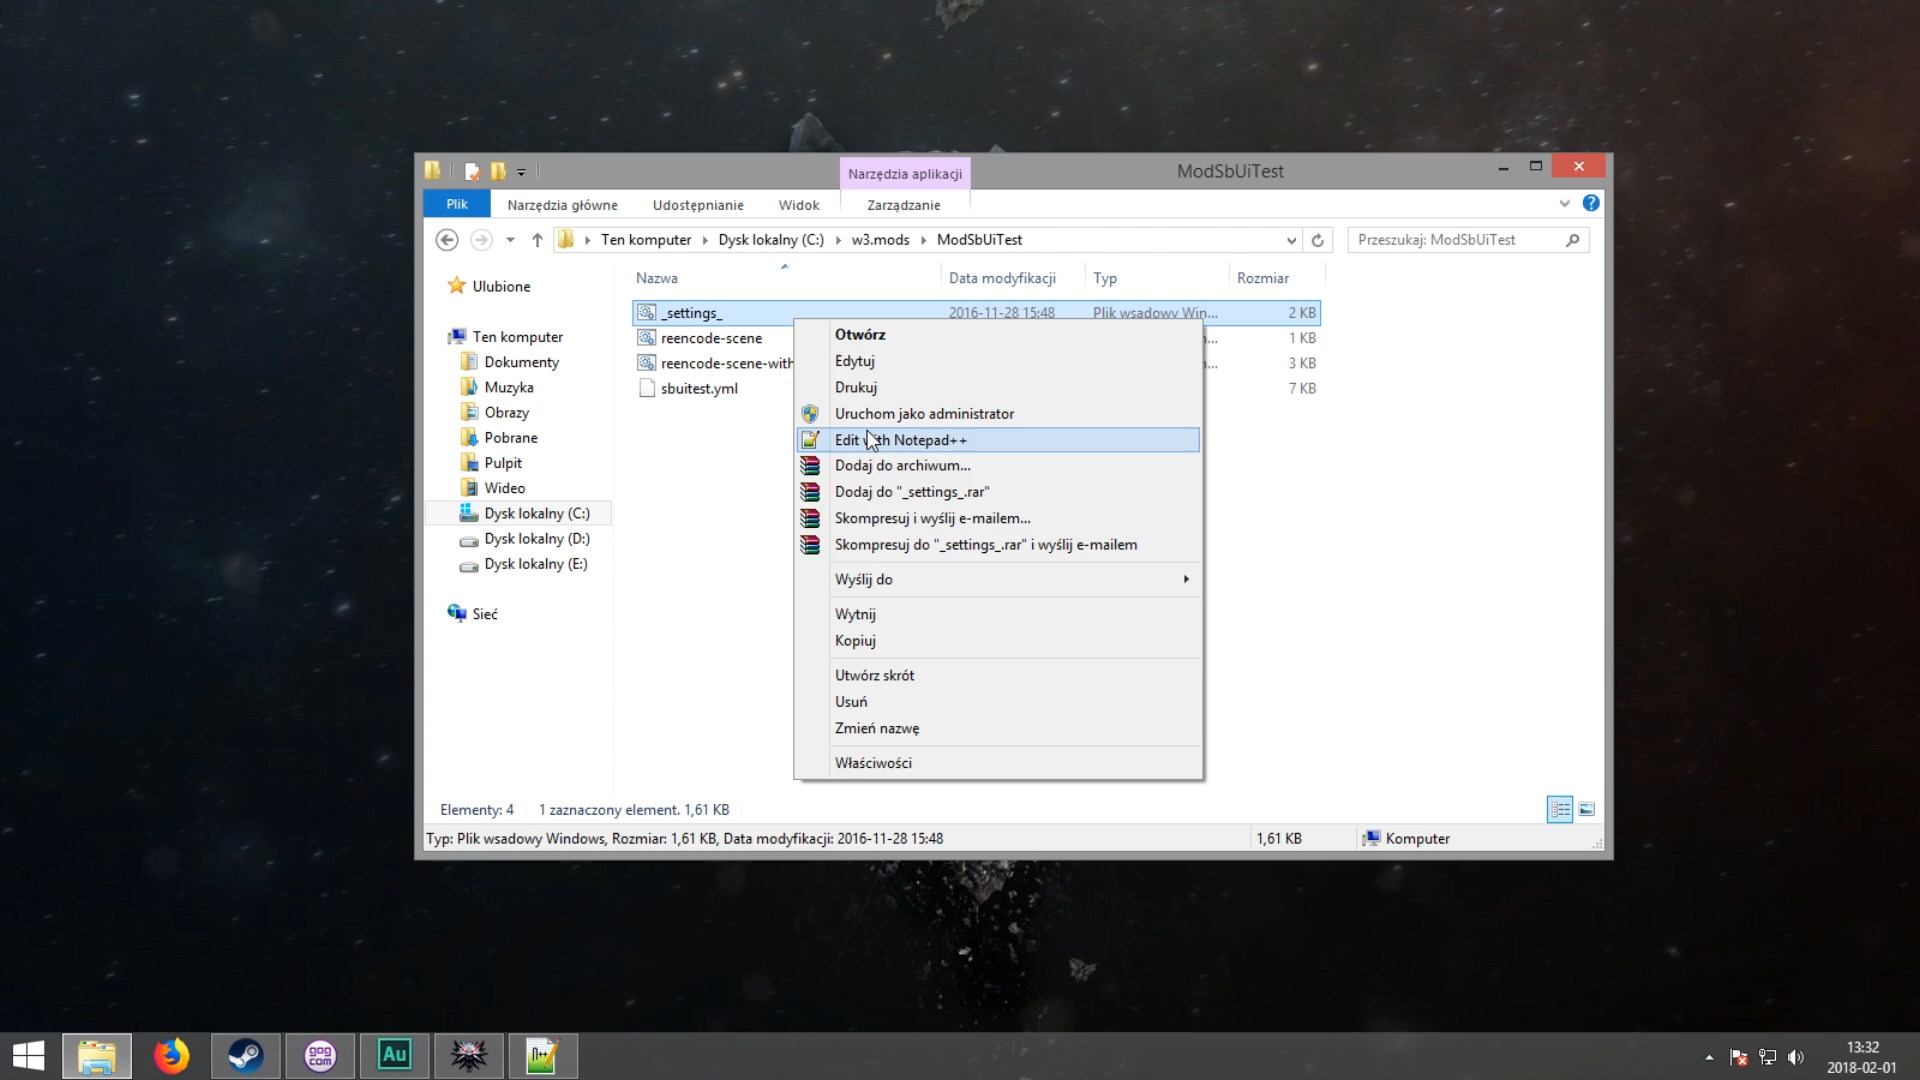 Narzędzia aplikacji
ModSbUiTest
Plik
Narzędzia główne
Udostępnianie
Widok
Zarządzanie
Ten komputer
Dysk lokalny (C:)
w3.mods
ModSbUiTest
Przeszukaj: ModSbUiTest
Nazwa
Data modyfikacji
Typ
Rozmiar
_settings_
2016-11-28 15:48
Plik wsadowy Win...
2 KB
reencode-scene
1 KB
reencode-scene-with
3 KB
sbuitest.yml
7 KB
Ulubione
Ten komputer
Dokumenty
Muzyka
Obrazy
Pobrane
Pulpit
Wideo
Dysk lokalny (C:)
Dysk lokalny (D:)
Dysk lokalny (E:)
Sieć
Otwórz
Edytuj
Drukuj
Uruchom jako administrator
Edit with Notepad++
Dodaj do archiwum...
Dodaj do "_settings_.rar"
Skompresuj i wyślij e-mailem...
Skompresuj do "_settings_.rar" i wyślij e-mailem
Wyślij do
Wytnij
Kopiuj
Utwórz skrót
Usuń
Zmień nazwę
Właściwości
Elementy: 4
1 zaznaczony element. 1,61 KB
Typ: Plik wsadowy Windows, Rozmiar: 1,61 KB, Data modyfikacji: 2016-11-28 15:48
1,61 KB
Komputer
gog
com
Au
n++
13:32
2018-02-01